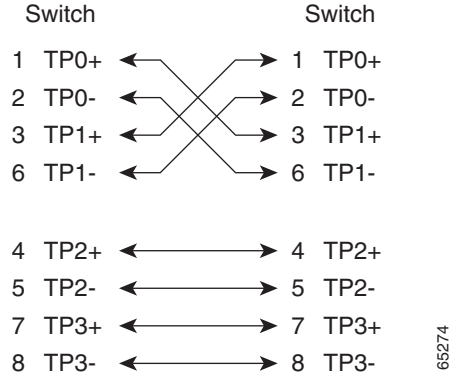 Switch Switch
1 TP0+ 1 TP0+
2 TP0- 2 TP0-
3 TP1+ 3 TP1+
6 TP1- 6 TP1-
4 TP2+ 4 TP2+
5 TP2- 5 TP2-
7 TP3+ 7 TP3+
8 TP3- 8 TP3-
65274